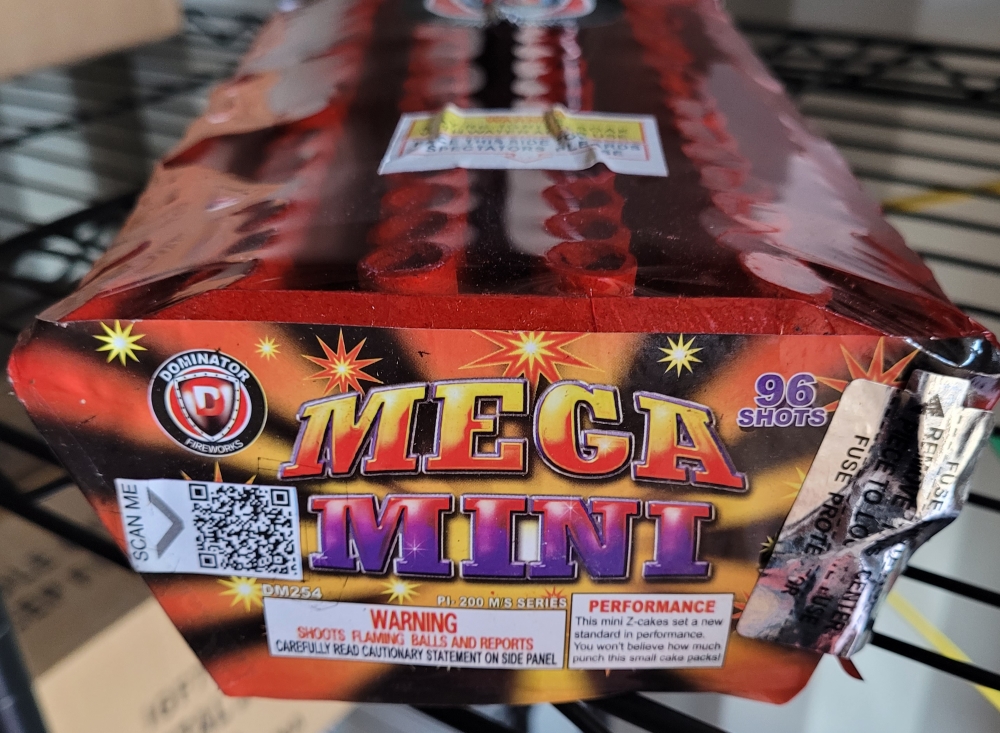 DOMINATOR
D
FIREWORKS
MEGA
MINI
96
SHOTS
SCAN ME
DM254
PI. 200 M/S SERIES
WARNING
SHOOTS FLAMING BALLS AND REPORTS
CAREFULLY READ CAUTIONARY STATEMENT ON SIDE PANEL
PERFORMANCE
This mini Z-cakes set a new
standard in performance.
You won't believe how much
punch this small cake packs!
FUSE
FUSE PROTE